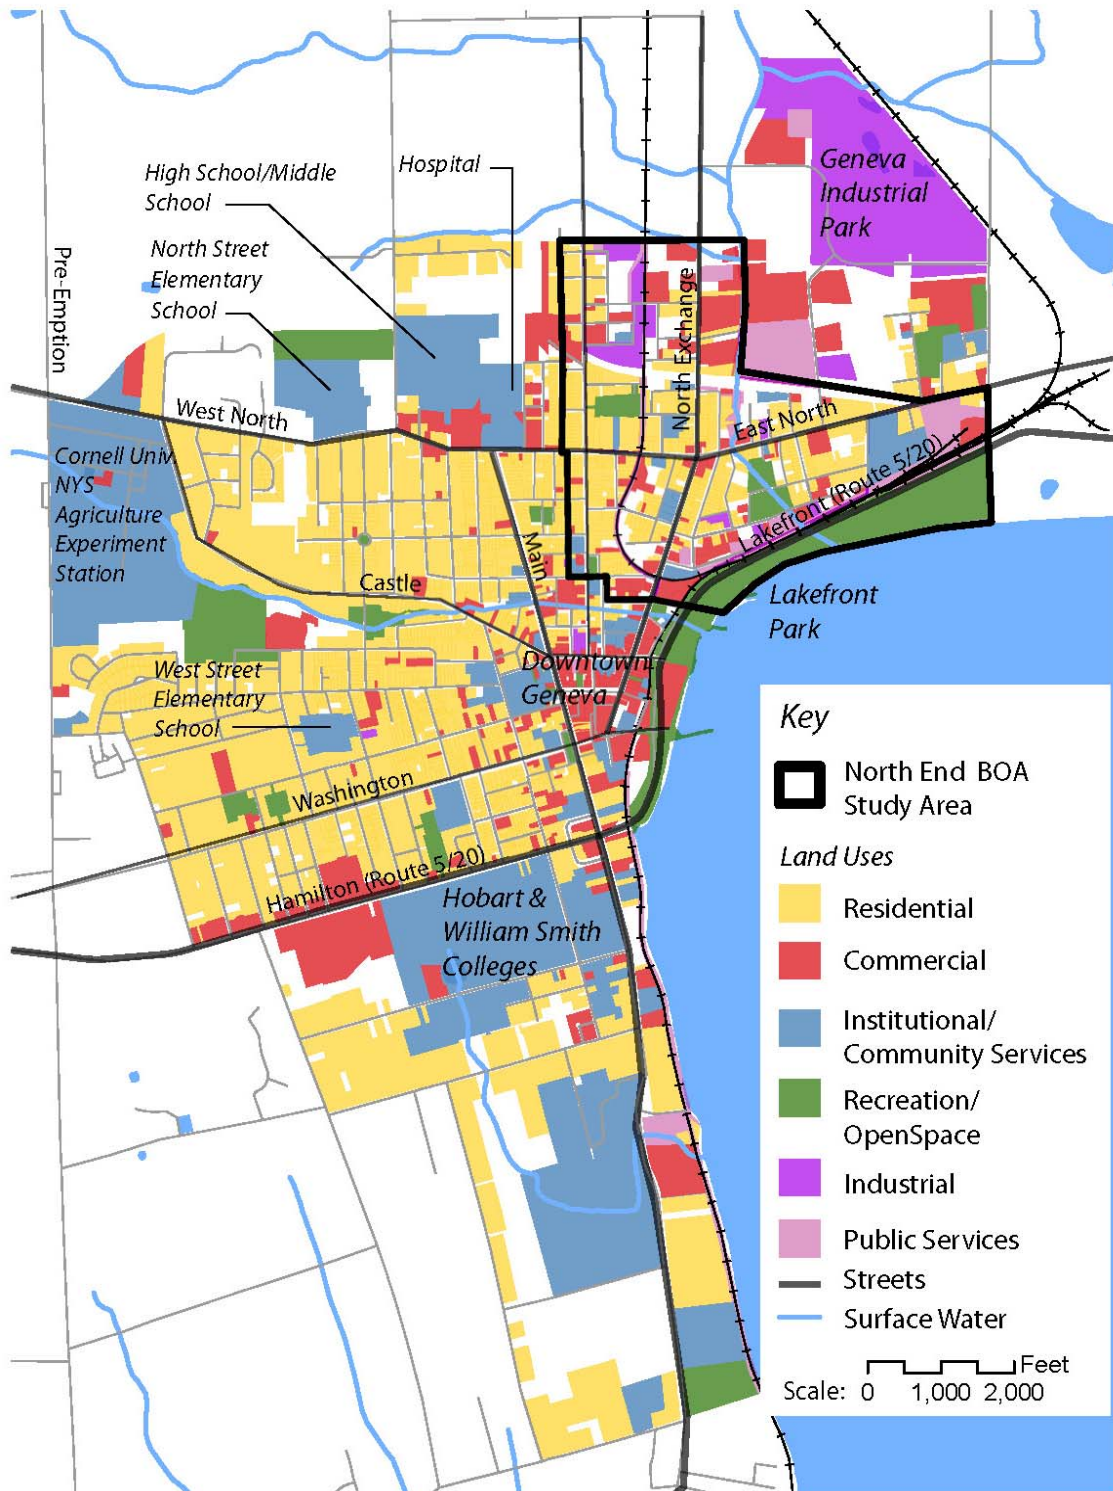 High School/Middle
School
Hospital
North Street
Elementary
School
Pre-Emption
Geneva
Industrial
Park
North Exchange
West North
East North
Cornell Univ.
NYS
Agriculture
Experiment
Station
Lakefront (Route 5/20)
Main
Castle
Lakefront
Park
Downtown
Geneva
West Street
Elementary
School
Washington
Hamilton (Route 5/20)
Hobart &
William Smith
Colleges
Key
North End BOA
Study Area
Land Uses
Residential
Commercial
Institutional/
Community Services
Recreation/
OpenSpace
Industrial
Public Services
Streets
Surface Water
Feet
Scale: 0 1,000 2,000